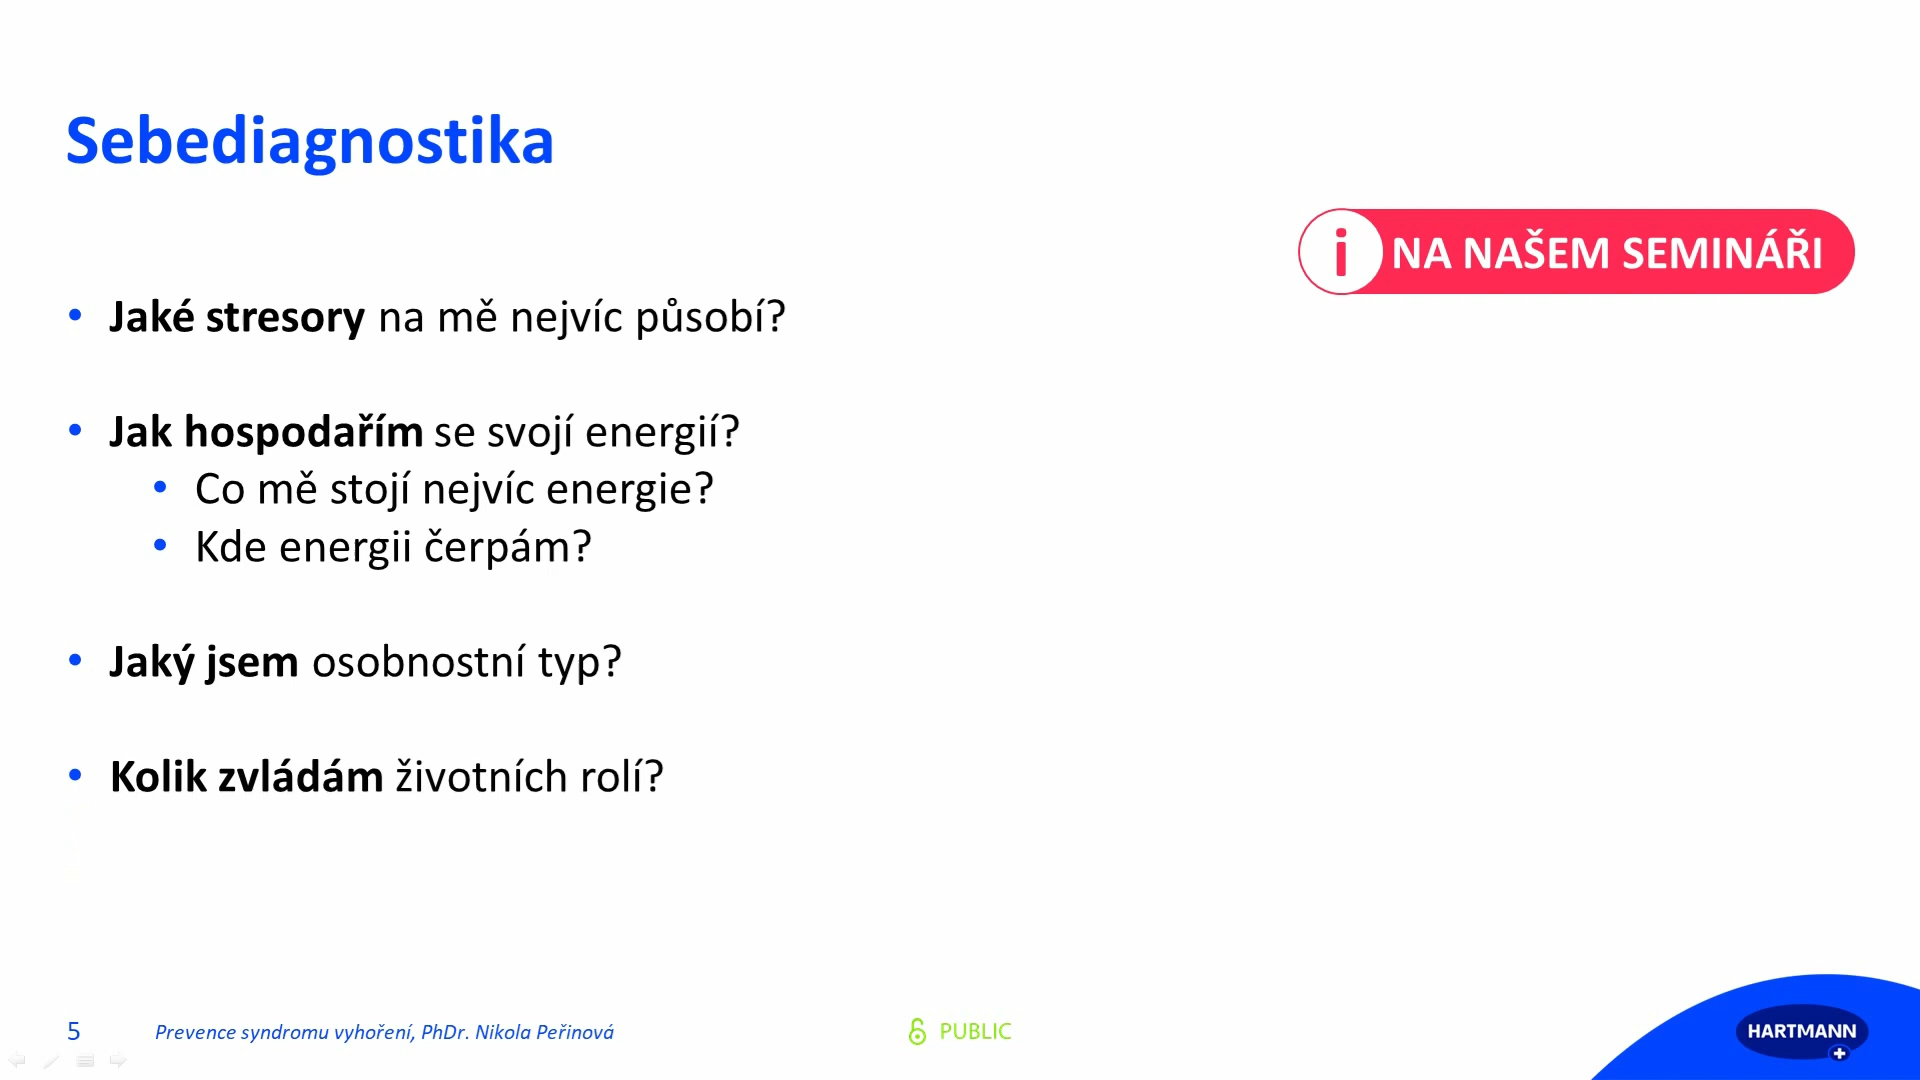 Sebediagnostika
i NA NAŠEM SEMINÁŘI
• Jaké stresory na mě nejvíc působí?
• Jak hospodařím se svojí energií?
• Co mě stojí nejvíc energie?
• Kde energii čerpám?
• Jaký jsem osobnostní typ?
• Kolik zvládám životních rolí?
5 Prevence syndromu vyhoření, PhDr. Nikola Peřinová PUBLIC HARTMANN